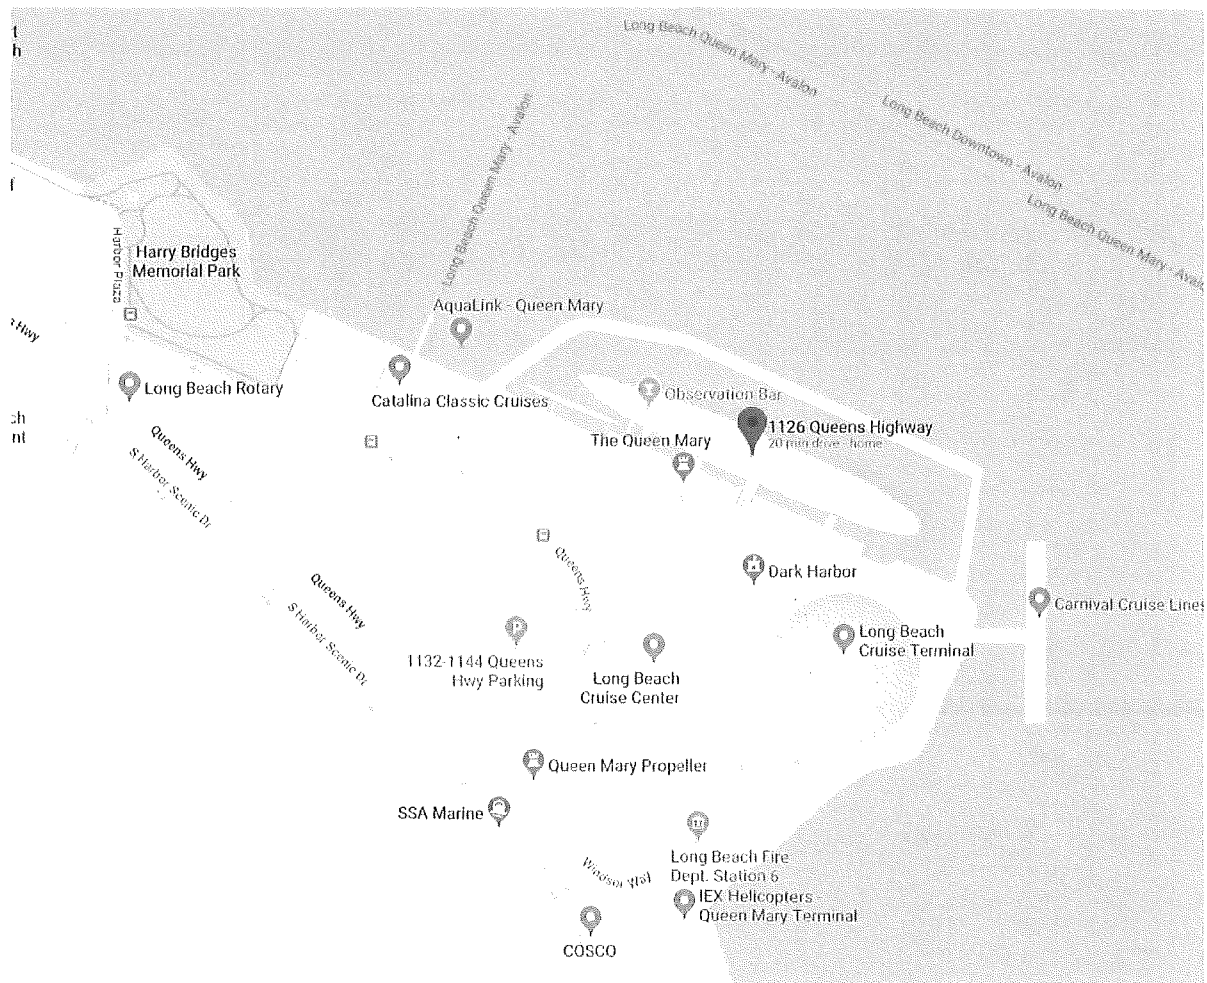 t
h
Long Beach Queen Mary - Avalon
Long Beach Downtown - Avalon
Long Beach Queen Mary - Avalon
Long Beach Queen Mary - Avalo
f
Harbor Plaza
Harry Bridges
Memorial Park
AquaLink - Queen Mary
Hwy
Long Beach Rotary
Catalina Classic Cruises
Observation Bar
ch
nt
1126 Queens Highway
20 min drive - home
The Queen Mary
Queens Hwy
S Harbor Scenic Dr
Queens Hwy
Dark Harbor
Queens Hwy
S Harbor Scenic Dr
Carnival Cruise Lines
P
1132-1144 Queens
Hwy Parking
Long Beach
Cruise Center
Long Beach
Cruise Terminal
Queen Mary Propeller
SSA Marine
Long Beach Fire
Dept. Station 6
Windsor Way
IEX Helicopters -
Queen Mary Terminal
COSCO